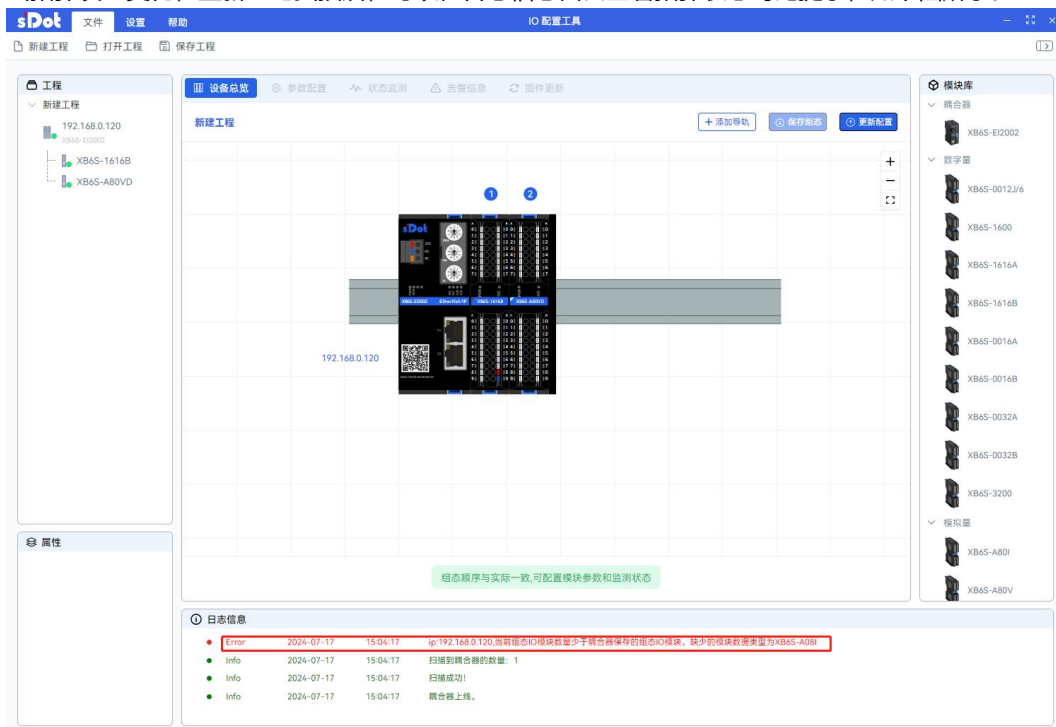 sDot 文件 设置 帮助 IO 配置工具
新建工程 打开工程 保存工程
工程
新建工程
192.168.0.120
XB6S-EI2002
XB6S-1616B
XB6S-A80VD
属性
设备总览 参数配置 状态监测 告警信息 固件更新
新建工程 + 添加导轨 保存组态 更新配置
+
−
1 2
sDot
XB6S-EI2002 EtherNet/IP XB6S-1616B XB6S-A80VD
192.168.0.120
组态顺序与实际一致,可配置模块参数和监测状态
模块库
耦合器
XB6S-EI2002
数字量
XB6S-0012J/6
XB6S-1600
XB6S-1616A
XB6S-1616B
XB6S-0016A
XB6S-0016B
XB6S-0032A
XB6S-0032B
XB6S-3200
模拟量
XB6S-A80I
XB6S-A80V
日志信息
Error 2024-07-17 15:04:17 ip:192.168.0.120,当前组态IO模块数量少于耦合器保存的组态IO模块。缺少的模块数据类型为XB6S-A08I
Info 2024-07-17 15:04:17 扫描到耦合器的数量: 1
Info 2024-07-17 15:04:17 扫描成功!
Info 2024-07-17 15:04:17 耦合器上线。